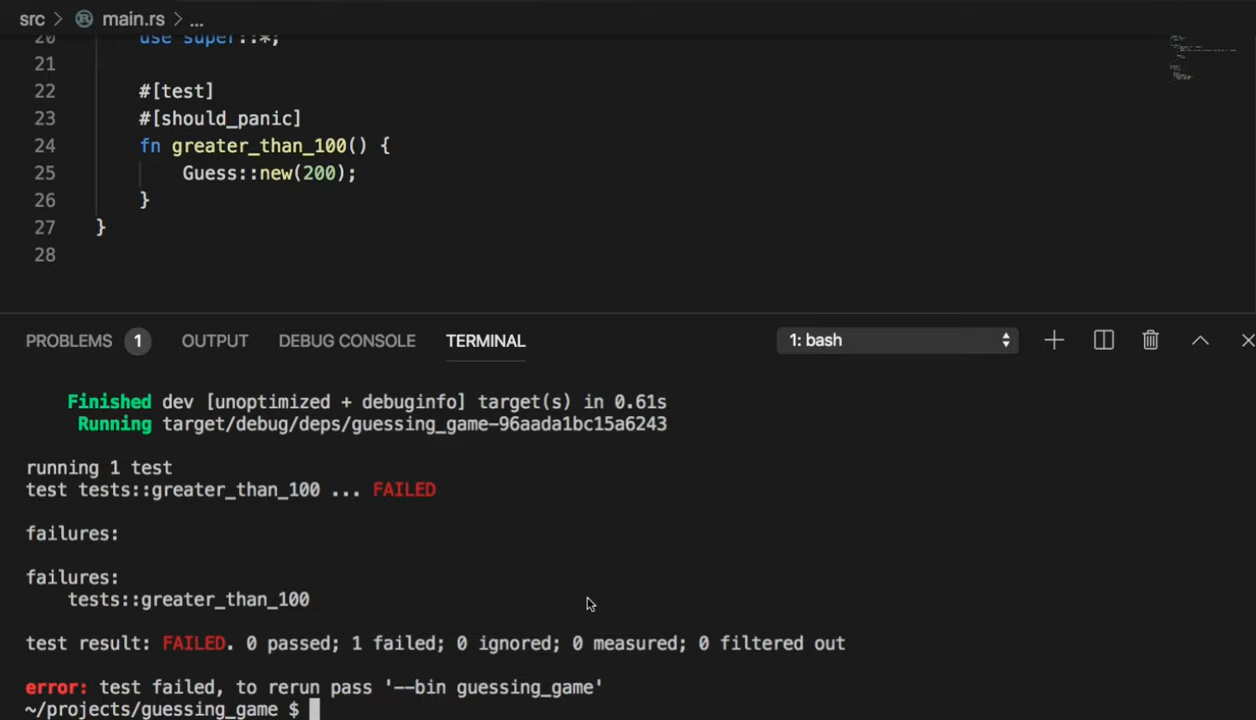 src > main.rs > ...
20 use super::*;
21
22 #[test]
23 #[should_panic]
24 fn greater_than_100() {
25 Guess::new(200);
26 }
27 }
28
PROBLEMS 1 OUTPUT DEBUG CONSOLE TERMINAL 1: bash
Finished dev [unoptimized + debuginfo] target(s) in 0.61s
Running target/debug/deps/guessing_game-96aada1bc15a6243
running 1 test
test tests::greater_than_100 ... FAILED
failures:
failures:
tests::greater_than_100
test result: FAILED. 0 passed; 1 failed; 0 ignored; 0 measured; 0 filtered out
error: test failed, to rerun pass '--bin guessing_game'
~/projects/guessing_game $